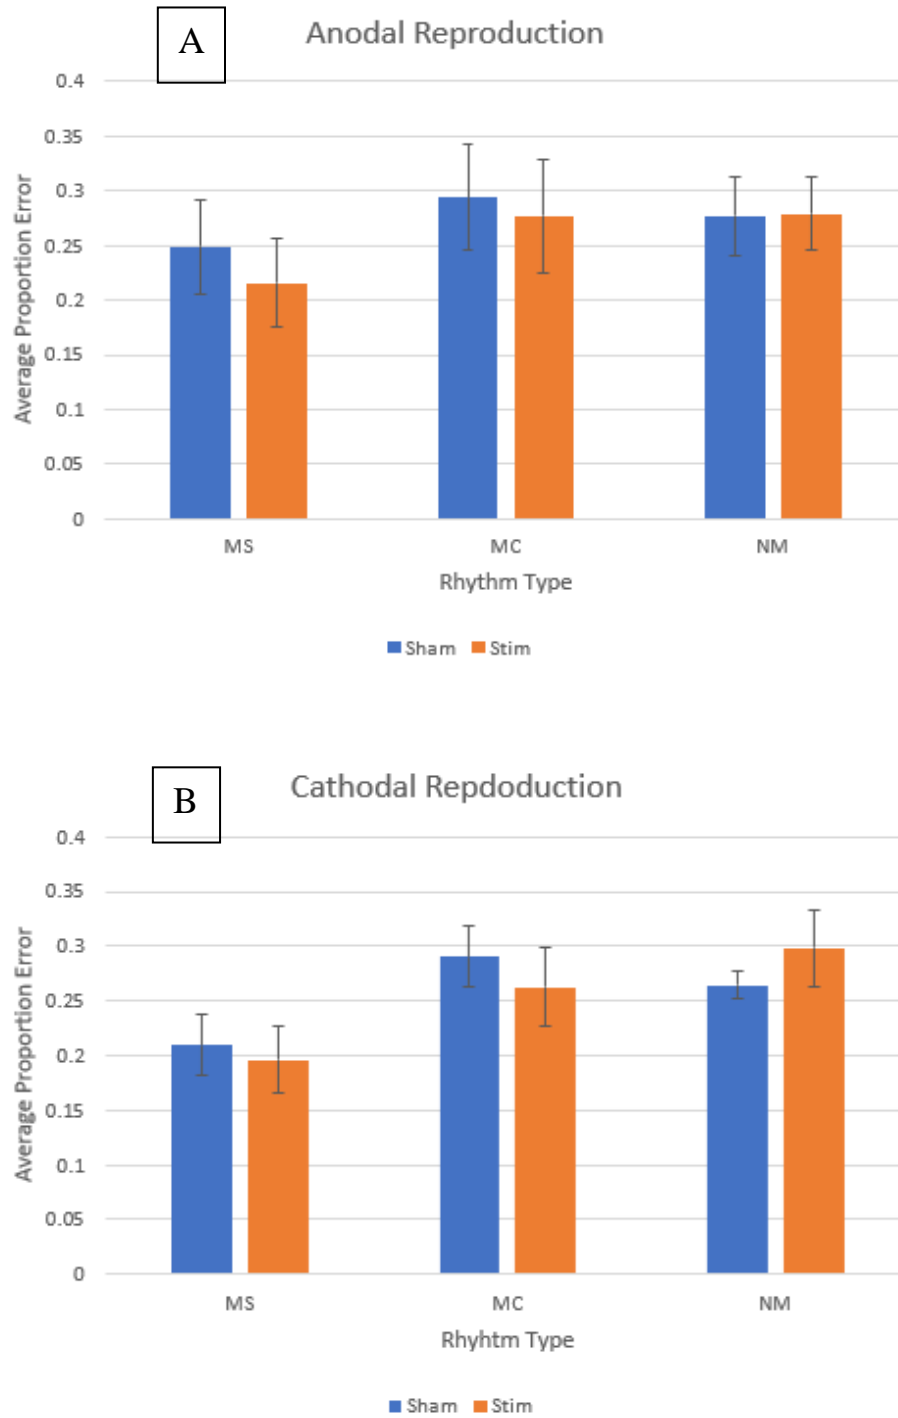 A
Anodal Reproduction
0.4
0.35
0.3
0.25
0.2
0.15
0.1
0.05
0
Average Proportion Error
MS MC NM
Rhythm Type
Sham Stim
B
Cathodal Repdoduction
0.4
0.35
0.3
0.25
0.2
0.15
0.1
0.05
0
Average Proportion Error
MS MC NM
Rhyhtm Type
Sham Stim